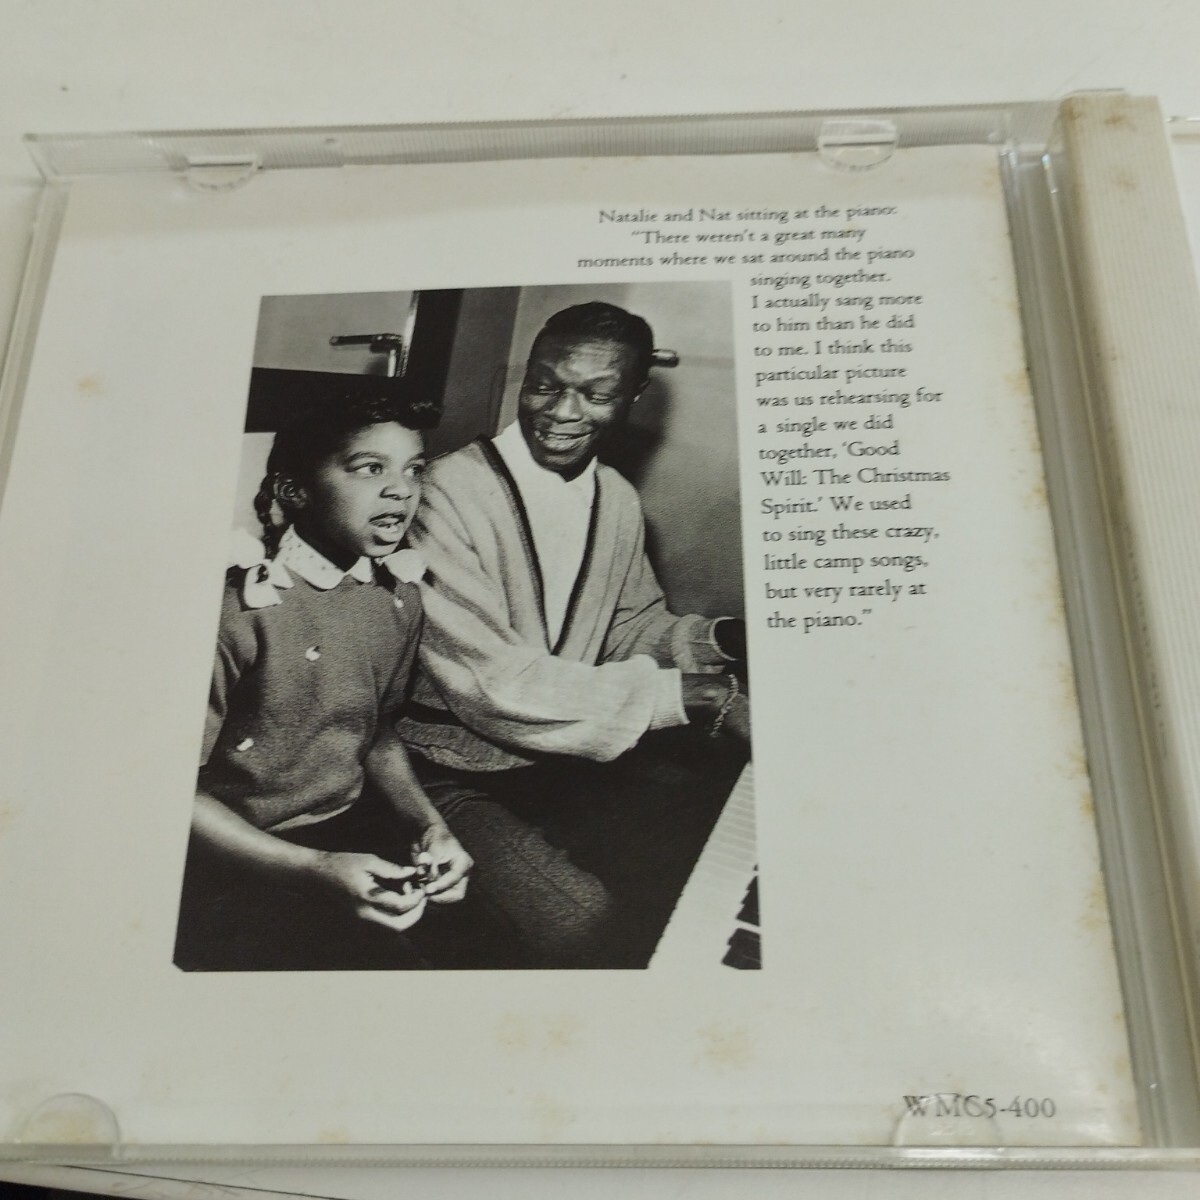 Natalie and Nat sitting at the piano:
“There weren't a great many
moments where we sat around the piano
singing together.
I actually sang more
to him than he did
to me. I think this
particular picture
was us rehearsing for
a single we did
together, ‘Good
Will: The Christmas
Spirit.’ We used
to sing these crazy,
little camp songs,
but very rarely at
the piano.”
WMC5-400